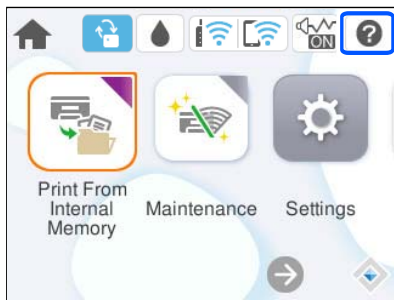 ON
?
Print From
Internal
Memory
Maintenance
Settings